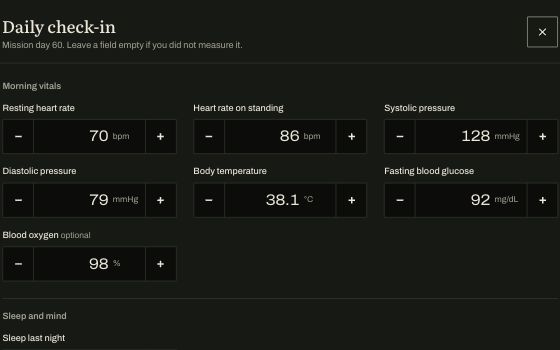 Daily check-in
Mission day 60. Leave a field empty if you did not measure it.
×
Morning vitals
Resting heart rate
Heart rate on standing
Systolic pressure
− 70 bpm +
− 86 bpm +
− 128 mmHg +
Diastolic pressure
Body temperature
Fasting blood glucose
− 79 mmHg +
− 38.1 °C +
− 92 mg/dL +
Blood oxygen optional
− 98 % +
Sleep and mind
Sleep last night